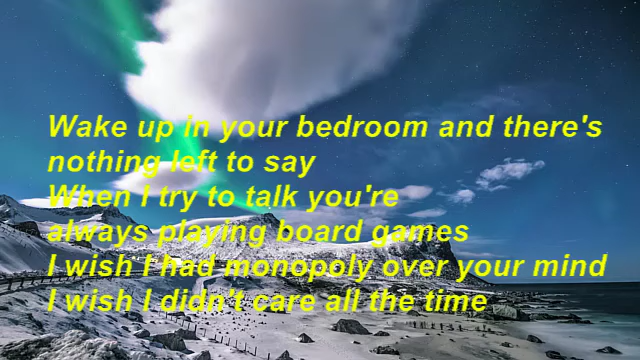 Wake up in your bedroom and there's
nothing left to say
When I try to talk you're
always playing board games
I wish I had monopoly over your mind
I wish I didn't care all the time